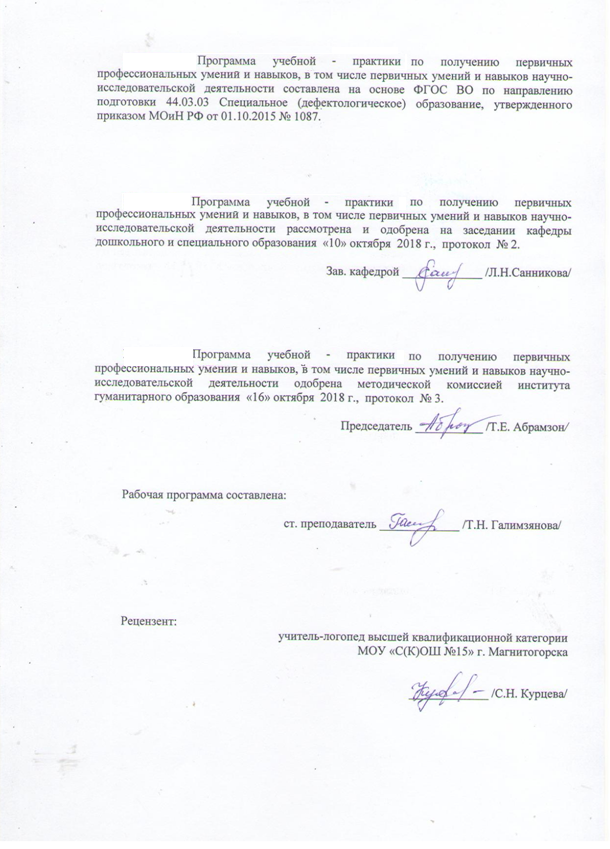 Программа учебной - практики по получению первичных
профессиональных умений и навыков, в том числе первичных умений и навыков научно-
исследовательской деятельности составлена на основе ФГОС ВО по направлению
подготовки 44.03.03 Специальное (дефектологическое) образование, утвержденного
приказом МОиН РФ от 01.10.2015 № 1087.
Программа учебной - практики по получению первичных
профессиональных умений и навыков, в том числе первичных умений и навыков научно-
исследовательской деятельности рассмотрена и одобрена на заседании кафедры
дошкольного и специального образования «10» октября 2018 г., протокол № 2.
Зав. кафедрой /Л.Н.Санникова/
Программа учебной - практики по получению первичных
профессиональных умении и навыков, в том числе первичных умений и навыков научно-
исследовательской деятельности одобрена методической комиссией института
гуманитарного образования «16» октября 2018 г., протокол № 3.
Председатель /Т.Е. Абрамзон/
Рабочая программа составлена:
ст. преподаватель /Т.Н. Галимзянова/
Рецензент:
учитель-логопед высшей квалификационной категории
МОУ «С(К)ОШ №15» г. Магнитогорска
/С.Н. Курцева/